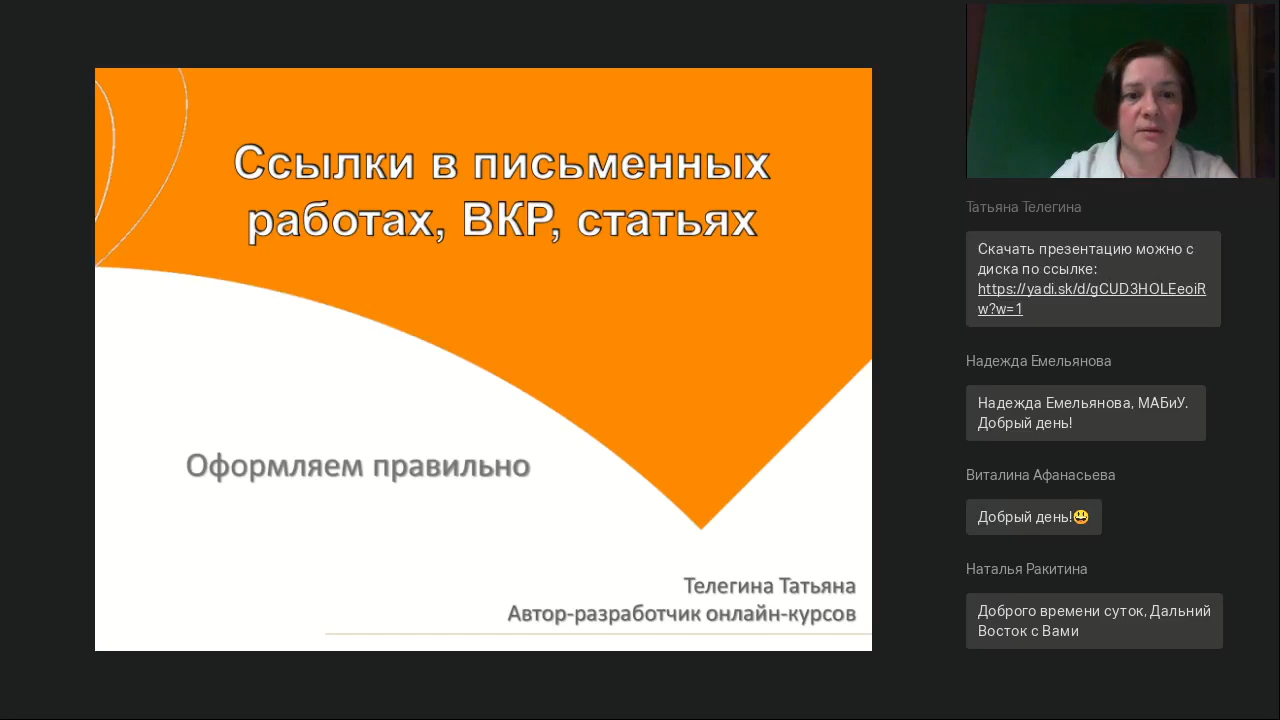 Ссылки в письменных
работах, ВКР, статьях
Оформляем правильно
Телегина Татьяна
Автор-разработчик онлайн-курсов
Татьяна Телегина
Скачать презентацию можно с
диска по ссылке:
https://yadi.sk/d/gCUD3HOLEeoiR
w?w=1
Надежда Емельянова
Надежда Емельянова, МАБиУ.
Добрый день!
Виталина Афанасьева
Добрый день!😃
Наталья Ракитина
Доброго времени суток, Дальний
Восток с Вами